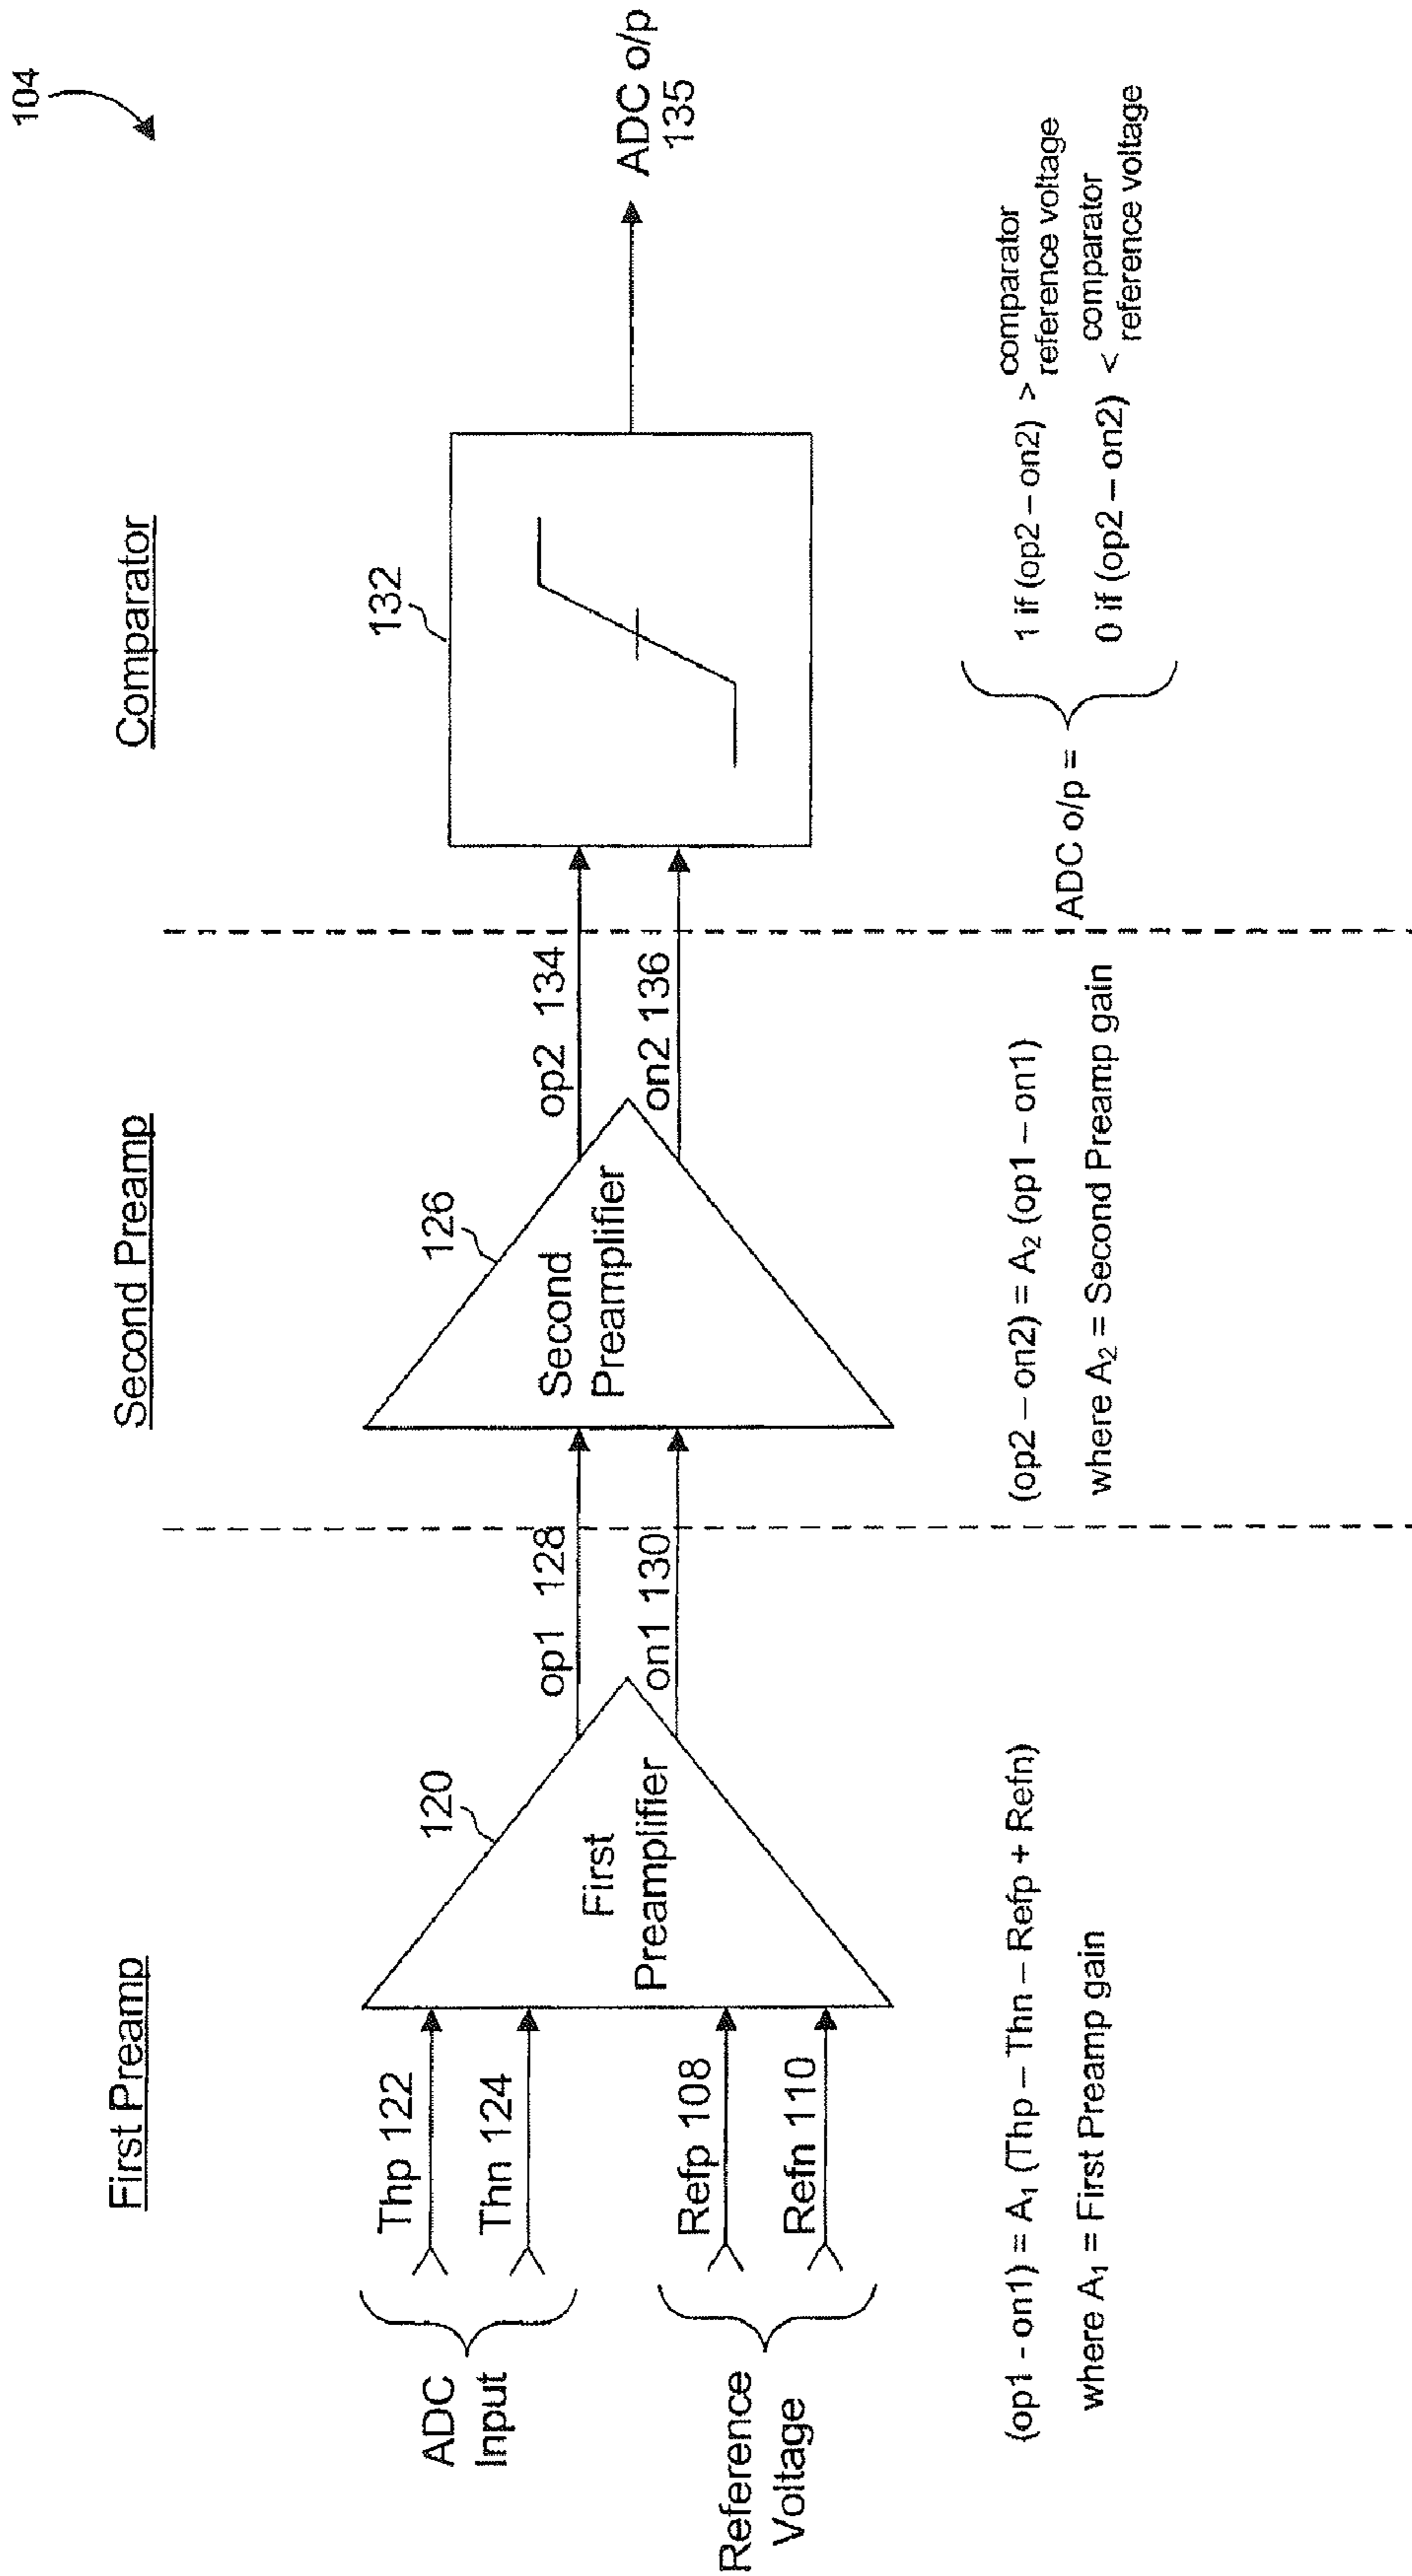 104
First Preamp
Second Preamp
Comparator
ADC
Input
Thp 122
Thn 124
Reference
Voltage
Refp 108
Refn 110
120
First
Preamplifier
op1 128
on1 130
126
Second
Preamplifier
op2 134
on2 136
132
ADC o/p
135
(op1 - on1) = A₁ (Thp – Thn – Refp + Refn)
where A₁ = First Preamp gain
(op2 – on2) = A₂ (op1 – on1)
where A₂ = Second Preamp gain
ADC o/p =
1 if (op2 – on2) > comparator
reference voltage
0 if (op2 – on2) < comparator
reference voltage